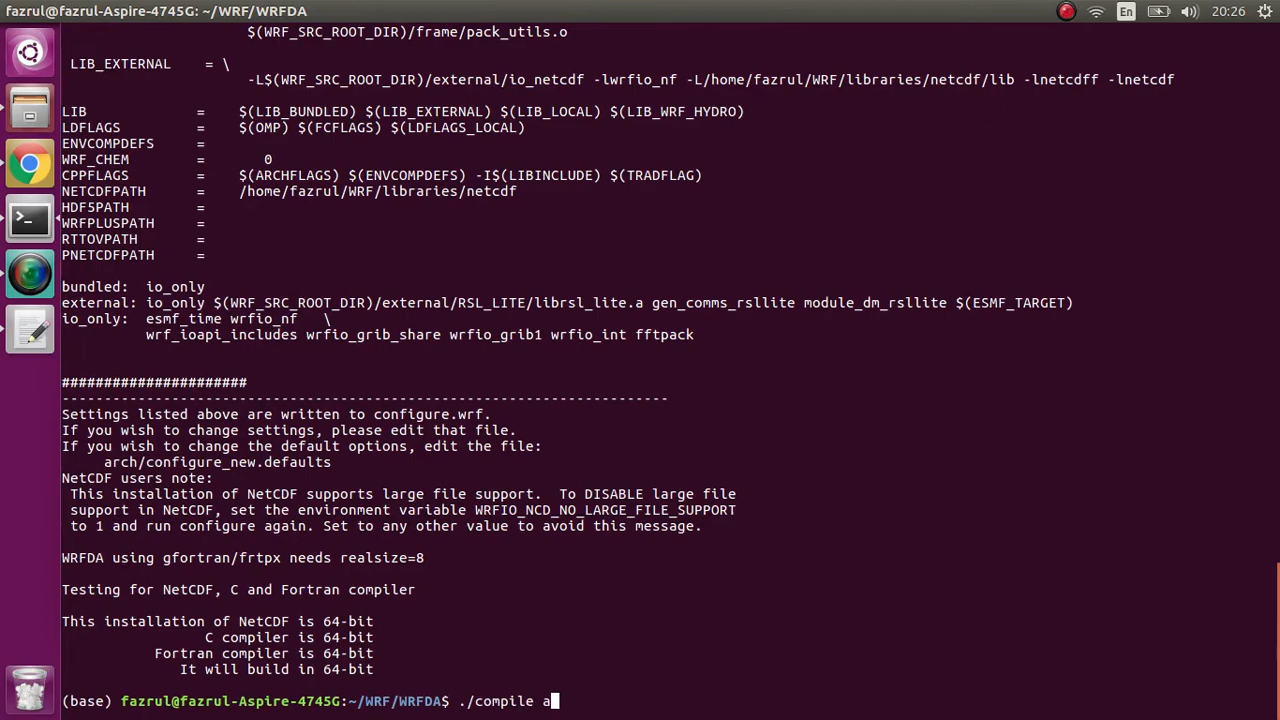 fazrul@fazrul-Aspire-4745G: ~/WRF/WRFDA
En
20:26
$(WRF_SRC_ROOT_DIR)/frame/pack_utils.o
LIB_EXTERNAL = \
-L$(WRF_SRC_ROOT_DIR)/external/io_netcdf -lwrfio_nf -L/home/fazrul/WRF/libraries/netcdf/lib -lnetcdff -lnetcdf
LIB = $(LIB_BUNDLED) $(LIB_EXTERNAL) $(LIB_LOCAL) $(LIB_WRF_HYDRO)
LDFLAGS = $(OMP) $(FCFLAGS) $(LDFLAGS_LOCAL)
ENVCOMPDEFS =
WRF_CHEM = 0
CPPFLAGS = $(ARCHFLAGS) $(ENVCOMPDEFS) -I$(LIBINCLUDE) $(TRADFLAG)
NETCDFPATH = /home/fazrul/WRF/libraries/netcdf
HDF5PATH =
WRFPLUSPATH =
RTTOVPATH =
PNETCDFPATH =
bundled: io_only
external: io_only $(WRF_SRC_ROOT_DIR)/external/RSL_LITE/librsl_lite.a gen_comms_rsllite module_dm_rsllite $(ESMF_TARGET)
io_only: esmf_time wrfio_nf \
wrf_ioapi_includes wrfio_grib_share wrfio_grib1 wrfio_int fftpack
######################
------------------------------------------------------------------------
Settings listed above are written to configure.wrf.
If you wish to change settings, please edit that file.
If you wish to change the default options, edit the file:
arch/configure_new.defaults
NetCDF users note:
This installation of NetCDF supports large file support. To DISABLE large file
support in NetCDF, set the environment variable WRFIO_NCD_NO_LARGE_FILE_SUPPORT
to 1 and run configure again. Set to any other value to avoid this message.
WRFDA using gfortran/frtpx needs realsize=8
Testing for NetCDF, C and Fortran compiler
This installation of NetCDF is 64-bit
C compiler is 64-bit
Fortran compiler is 64-bit
It will build in 64-bit
(base) fazrul@fazrul-Aspire-4745G:~/WRF/WRFDA$ ./compile a